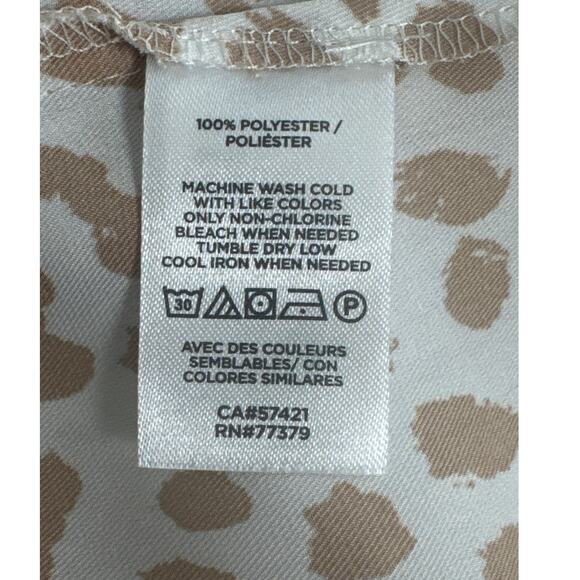 100% POLYESTER /
POLIÉSTER
MACHINE WASH COLD
WITH LIKE COLORS
ONLY NON-CHLORINE
BLEACH WHEN NEEDED
TUMBLE DRY LOW
COOL IRON WHEN NEEDED
30 P
AVEC DES COULEURS
SEMBLABLES/ CON
COLORES SIMILARES
CA#57421
RN#77379